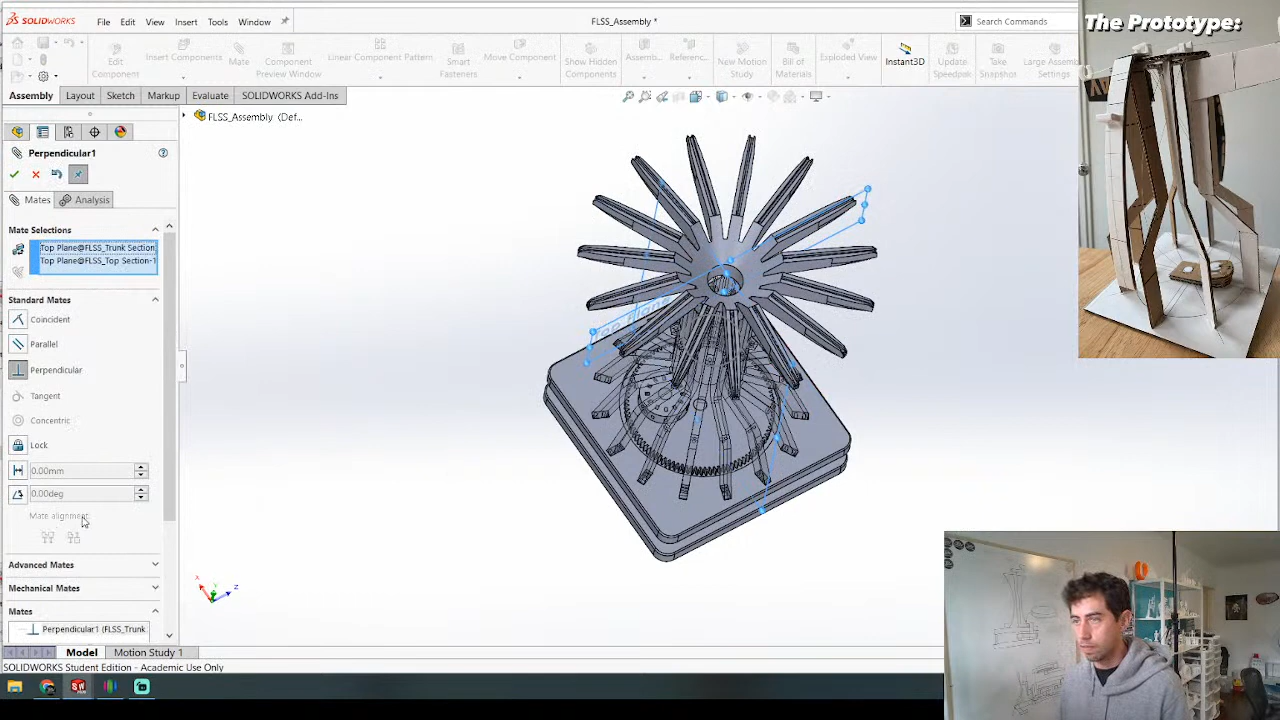 SOLIDWORKS File Edit View Insert Tools Window FLSS_Assembly * Search Commands
The Prototype:
Edit Component Insert Components Mate Component Preview Window Linear Component Pattern Smart Fasteners Move Component Show Hidden Components Assemb... Referenc... New Motion Study Bill of Materials Exploded View Instant3D Update Speedpak Take Snapshot Large Assem Settings
Assembly Layout Sketch Markup Evaluate SOLIDWORKS Add-Ins
FLSS_Assembly (Def...
Perpendicular1
Mates Analysis
Mate Selections
Top Plane@FLSS_Trunk Section
Top Plane@FLSS_Top Section-1
Standard Mates
Coincident
Parallel
Perpendicular
Tangent
Concentric
Lock
0.00mm
0.00deg
Mate alignment:
Advanced Mates
Mechanical Mates
Mates
Perpendicular1 (FLSS_Trunk
Top Plane
X Y Z
Model Motion Study 1
SOLIDWORKS Student Edition - Academic Use Only